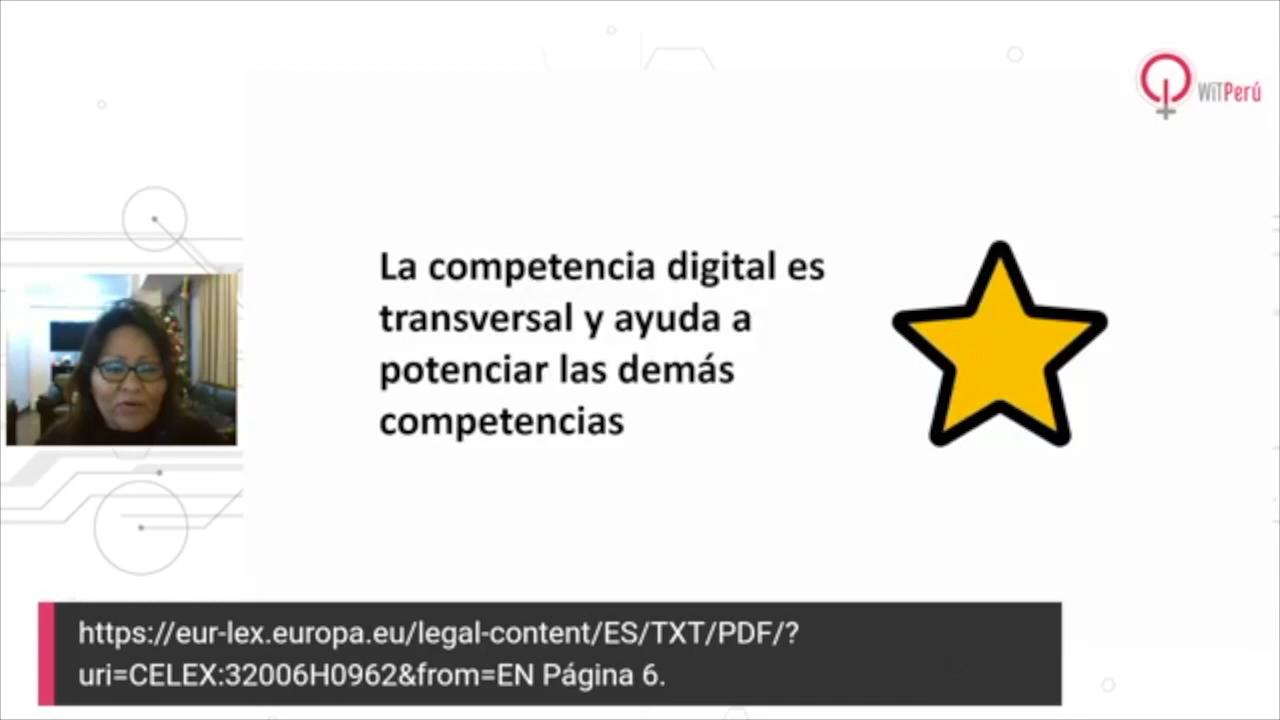 WiTPerú
La competencia digital es
transversal y ayuda a
potenciar las demás
competencias
https://eur-lex.europa.eu/legal-content/ES/TXT/PDF/?
uri=CELEX:32006H0962&from=EN Página 6.